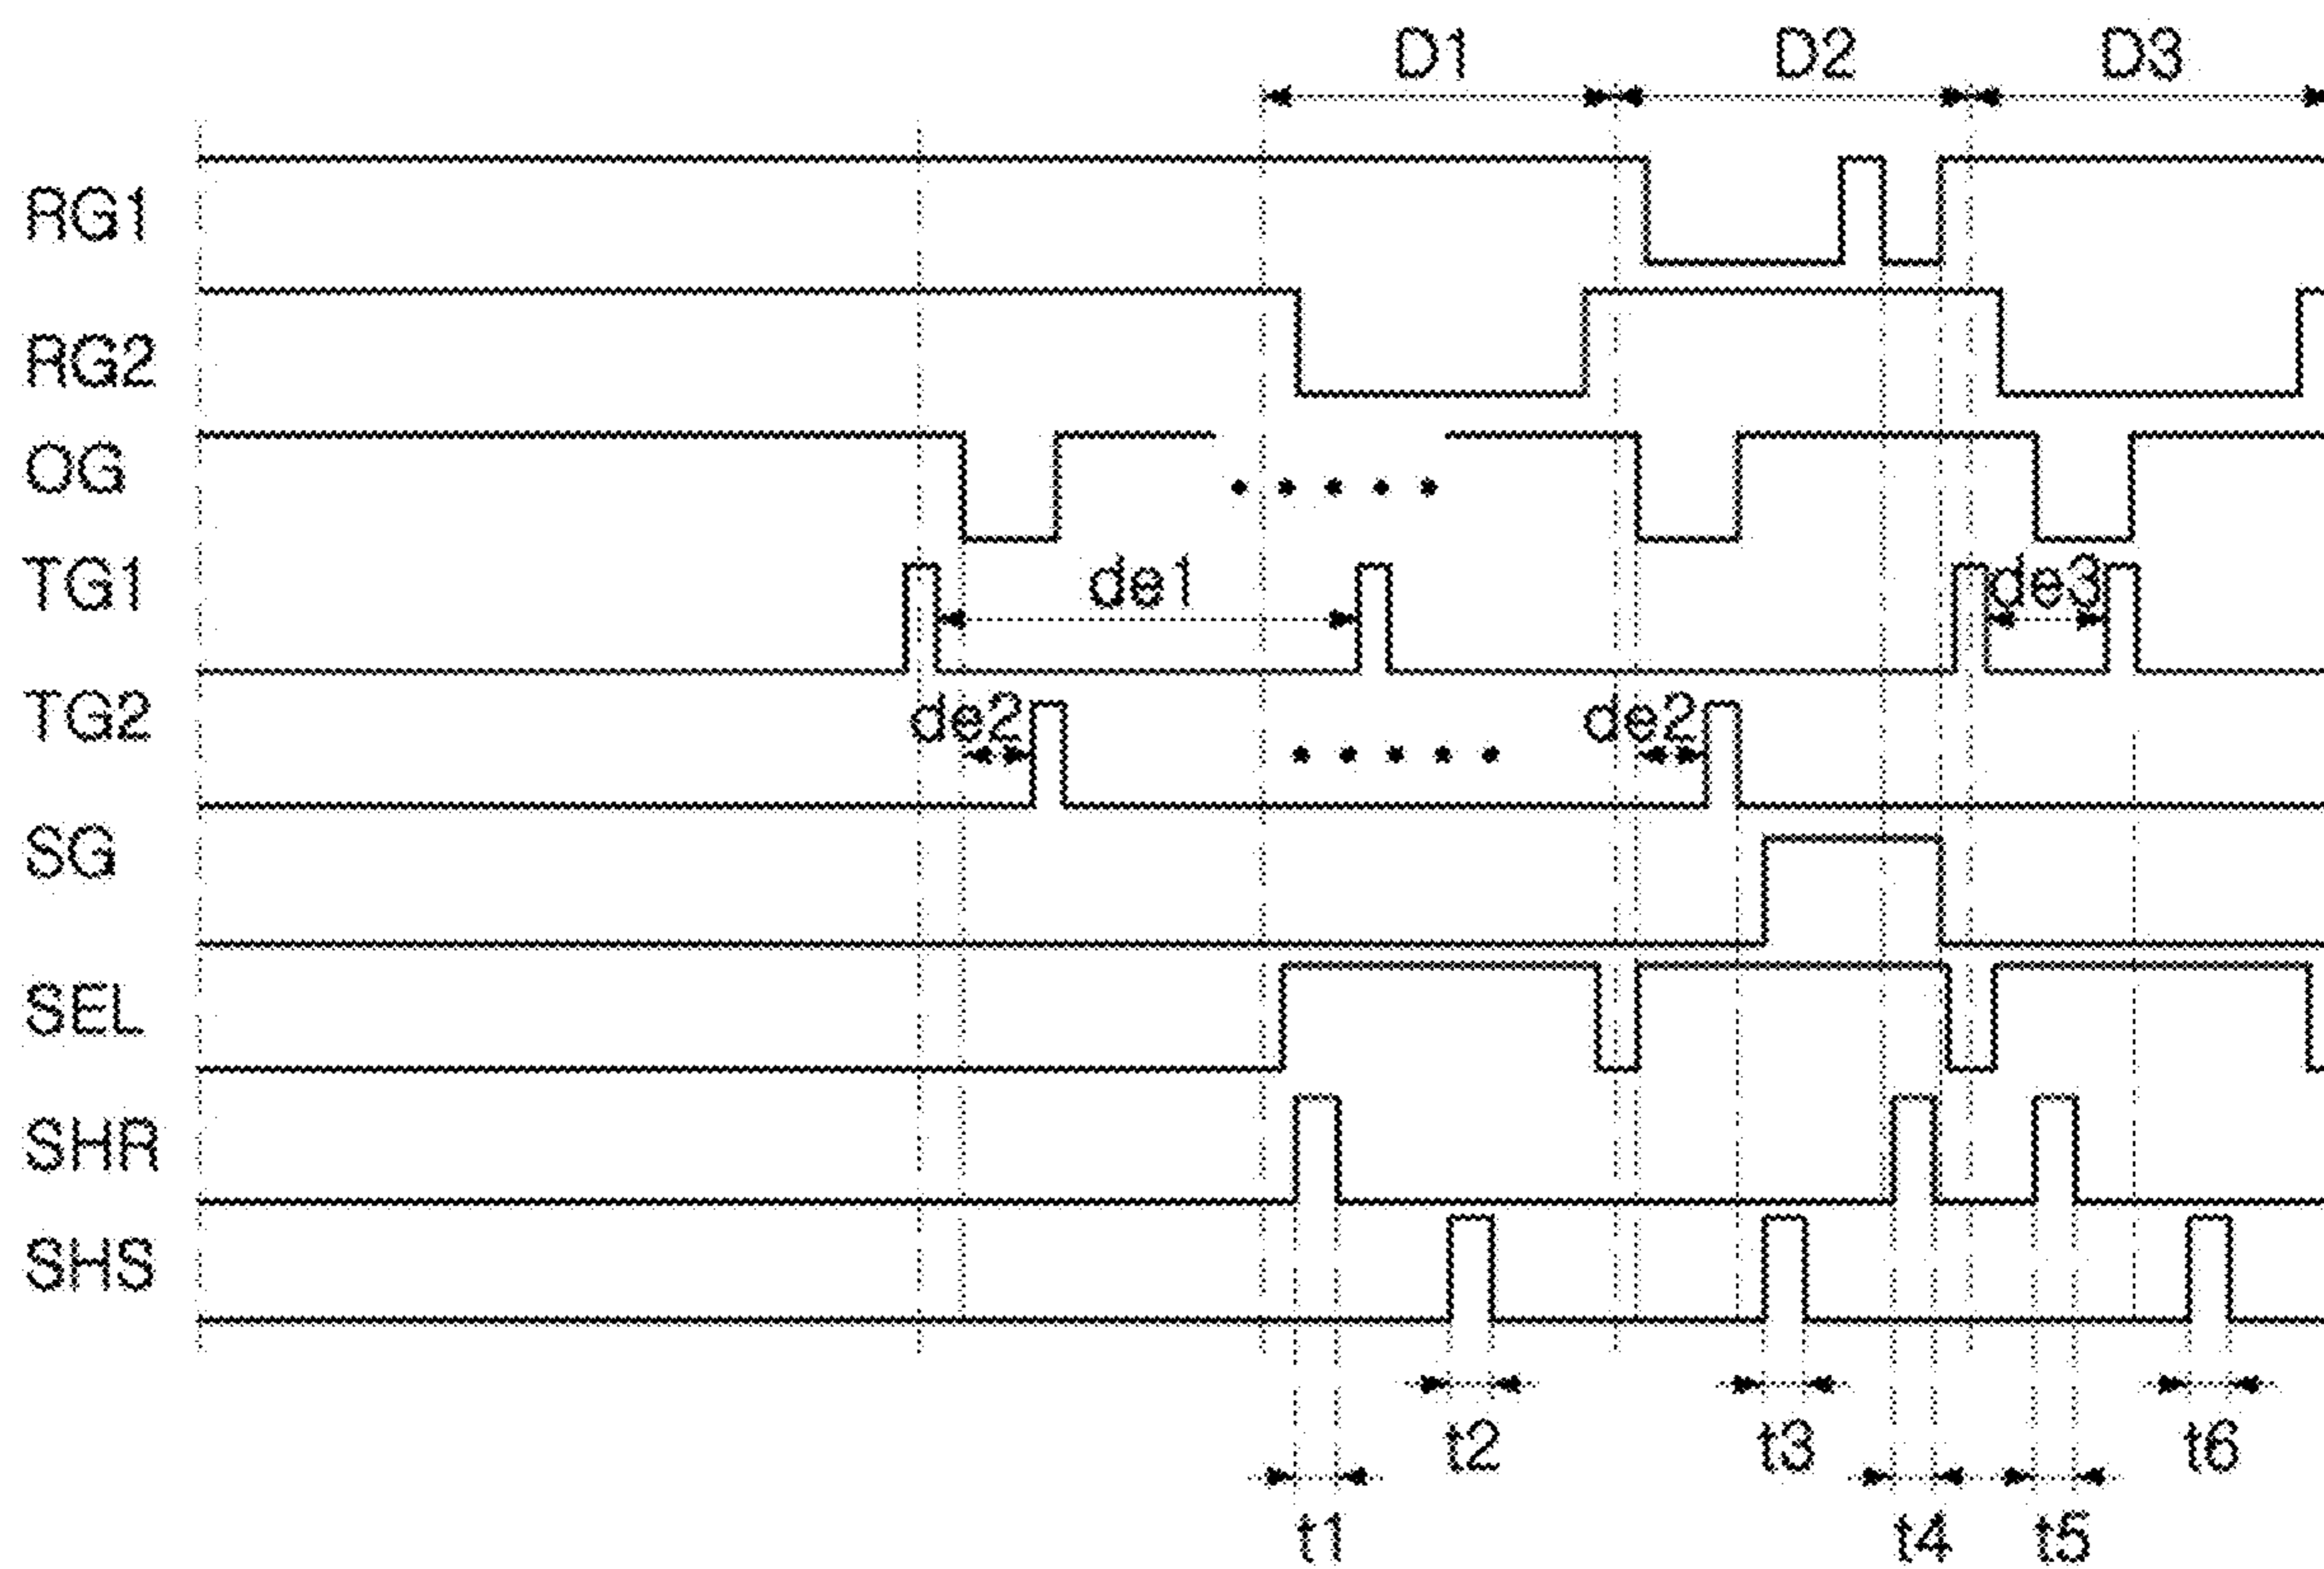 D1 D2 D3
RG1
RG2
OG
TG1 de1 de3
TG2 de2 de2
SG
SEL
SHR
SHS
t2 t3 t6
t1 t4 t5